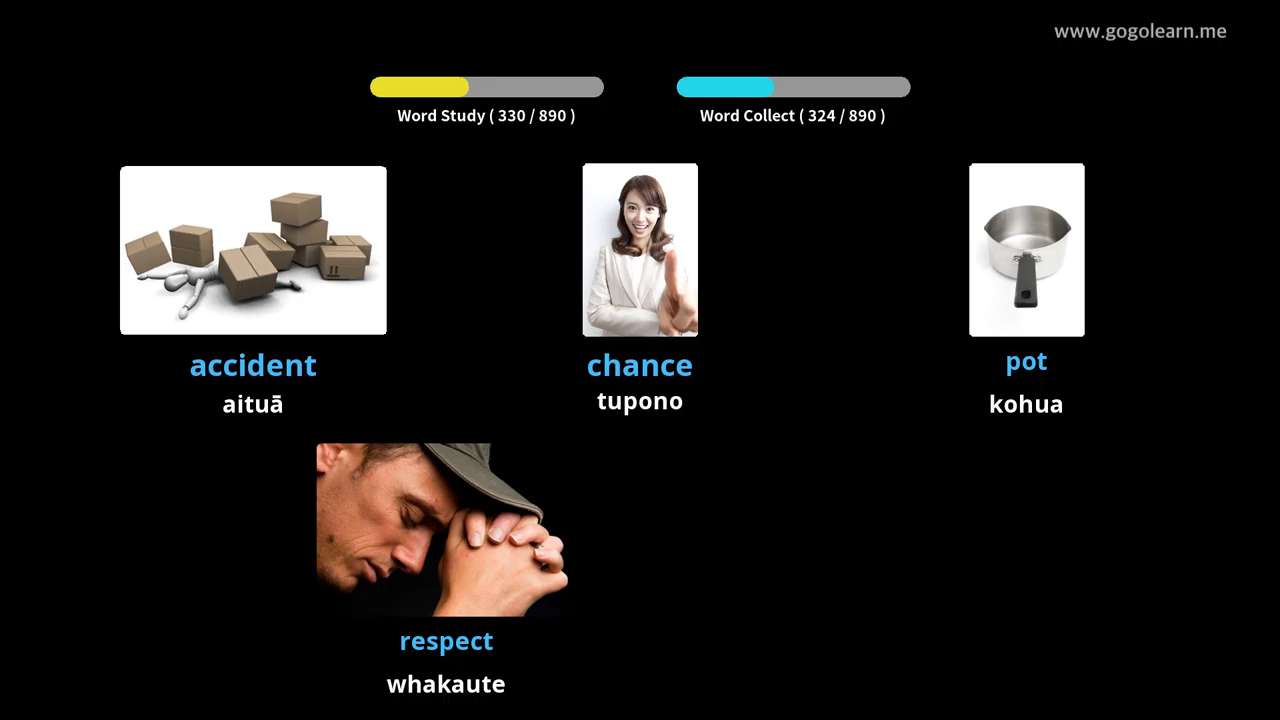 www.gogolearn.me
Word Study ( 330 / 890 )
Word Collect ( 324 / 890 )
accident
aituā
chance
tupono
pot
kohua
respect
whakaute